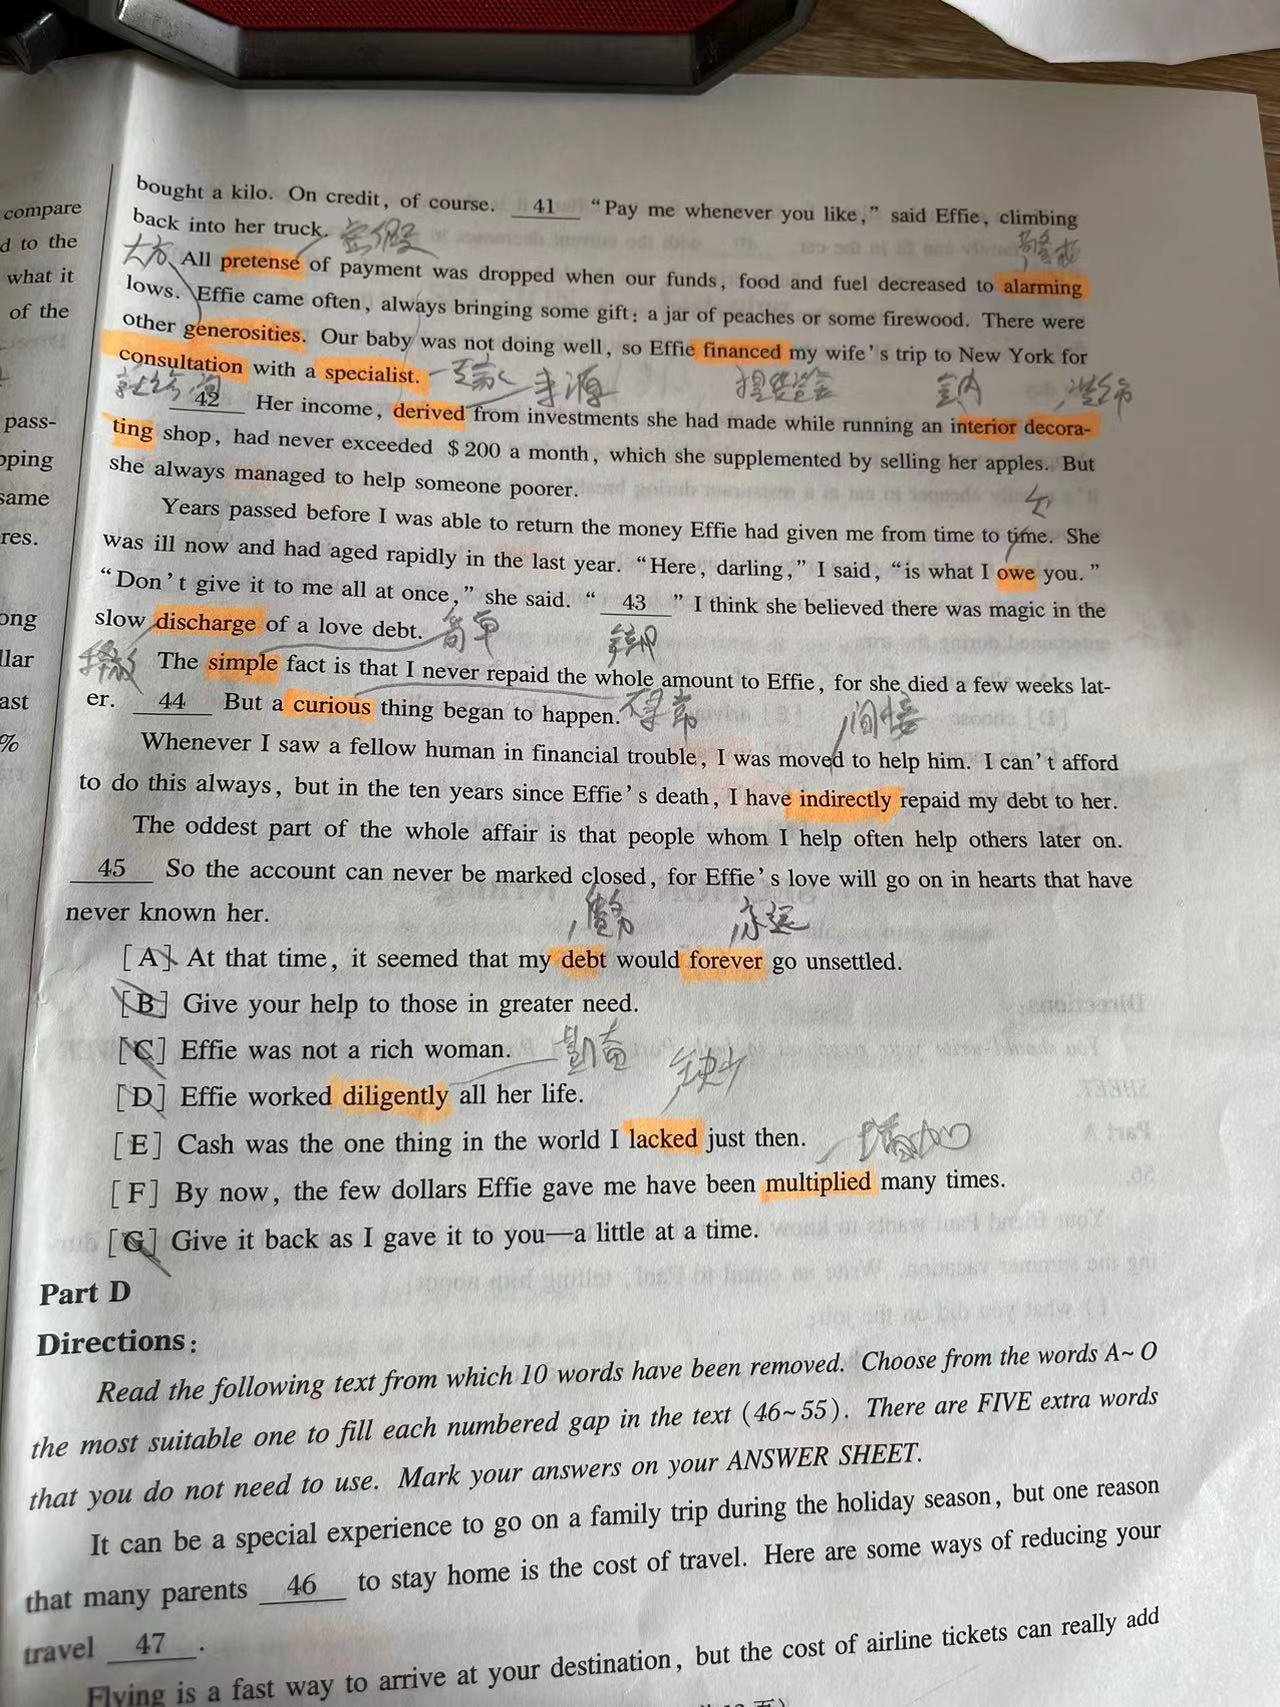 compare
d to the
what it
of the
pass-
pping
same
res.
ong
llar
ast
%
bought a kilo. On credit, of course. 41 “Pay me whenever you like,” said Effie, climbing
back into her truck.
大方
All pretense of payment was dropped when our funds, food and fuel decreased to alarming
lows. Effie came often, always bringing some gift: a jar of peaches or some firewood. There were
other generosities. Our baby was not doing well, so Effie financed my wife’s trip to New York for
consultation with a specialist.
专家
来源
室内
42 Her income, derived from investments she had made while running an interior decora-
ting shop, had never exceeded $200 a month, which she supplemented by selling her apples. But
she always managed to help someone poorer.
欠
Years passed before I was able to return the money Effie had given me from time to time. She
was ill now and had aged rapidly in the last year. “Here, darling,” I said, “is what I owe you.”
“Don’t give it to me all at once,” she said. “ 43 ” I think she believed there was magic in the
slow discharge of a love debt.
简单
释放
The simple fact is that I never repaid the whole amount to Effie, for she died a few weeks lat-
er. 44 But a curious thing began to happen.
不寻常
间接
Whenever I saw a fellow human in financial trouble, I was moved to help him. I can’t afford
to do this always, but in the ten years since Effie’s death, I have indirectly repaid my debt to her.
The oddest part of the whole affair is that people whom I help often help others later on.
45 So the account can never be marked closed, for Effie’s love will go on in hearts that have
never known her.
债务
永远
[A] At that time, it seemed that my debt would forever go unsettled.
[B] Give your help to those in greater need.
[C] Effie was not a rich woman.
勤奋
缺少
[D] Effie worked diligently all her life.
[E] Cash was the one thing in the world I lacked just then.
增加
[F] By now, the few dollars Effie gave me have been multiplied many times.
[G] Give it back as I gave it to you—a little at a time.
Part D
Directions:
Read the following text from which 10 words have been removed. Choose from the words A~O
the most suitable one to fill each numbered gap in the text (46~55). There are FIVE extra words
that you do not need to use. Mark your answers on your ANSWER SHEET.
It can be a special experience to go on a family trip during the holiday season, but one reason
that many parents 46 to stay home is the cost of travel. Here are some ways of reducing your
travel 47 .
Flying is a fast way to arrive at your destination, but the cost of airline tickets can really add